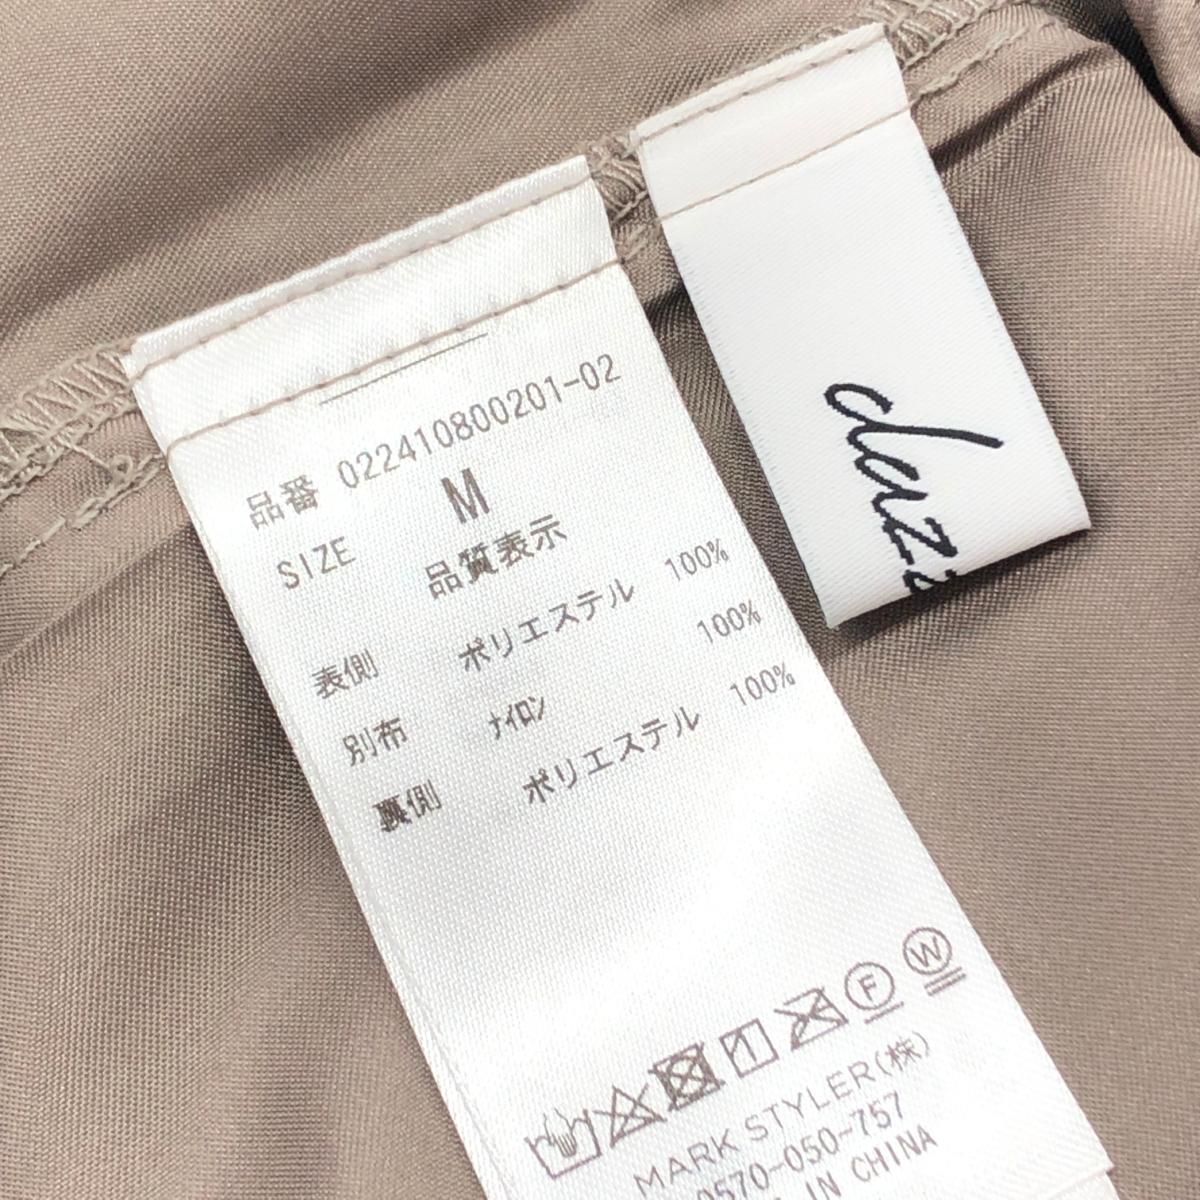 品番 022410800201-02
SIZE M
品質表示
表側 ポリエステル 100%
別布 ナイロン 100%
裏側 ポリエステル 100%
F W
MARK STYLER(株)
0570-050-757
IN CHINA